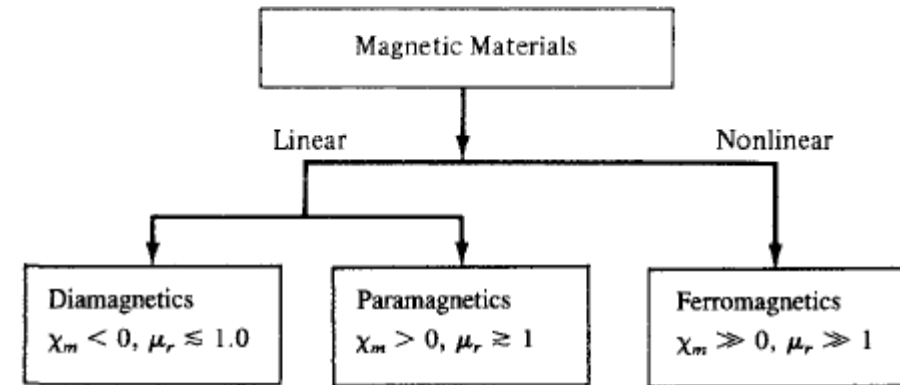 Magnetic Materials
Linear
Nonlinear
Diamagnetics
χₘ < 0, μᵣ ≲ 1.0
Paramagnetics
χₘ > 0, μᵣ ≳ 1
Ferromagnetics
χₘ ≫ 0, μᵣ ≫ 1